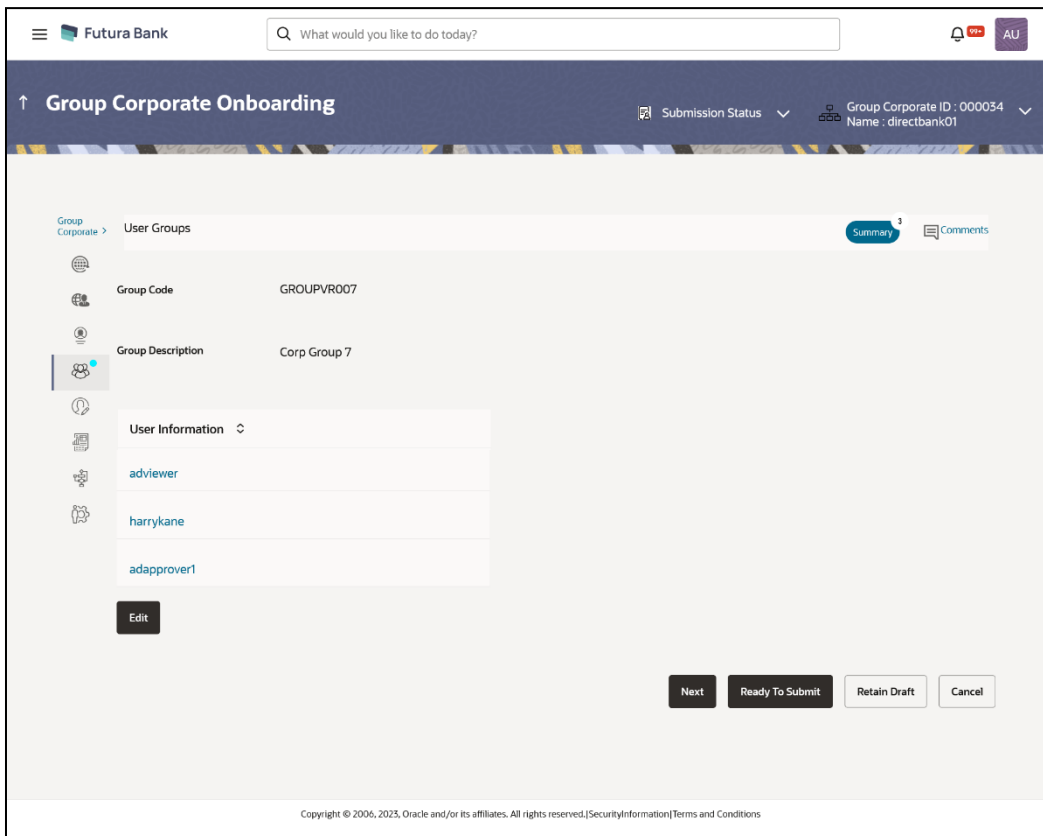 Futura Bank
What would you like to do today?
99+
AU
Group Corporate Onboarding
Submission Status
Group Corporate ID : 000034
Name : directbank01
Group
Corporate >
User Groups
Summary
3
Comments
Group Code
GROUPVR007
Group Description
Corp Group 7
User Information
adviewer
harrykane
adapprover1
Edit
Next
Ready To Submit
Retain Draft
Cancel
Copyright © 2006, 2023, Oracle and/or its affiliates. All rights reserved.|SecurityInformation|Terms and Conditions